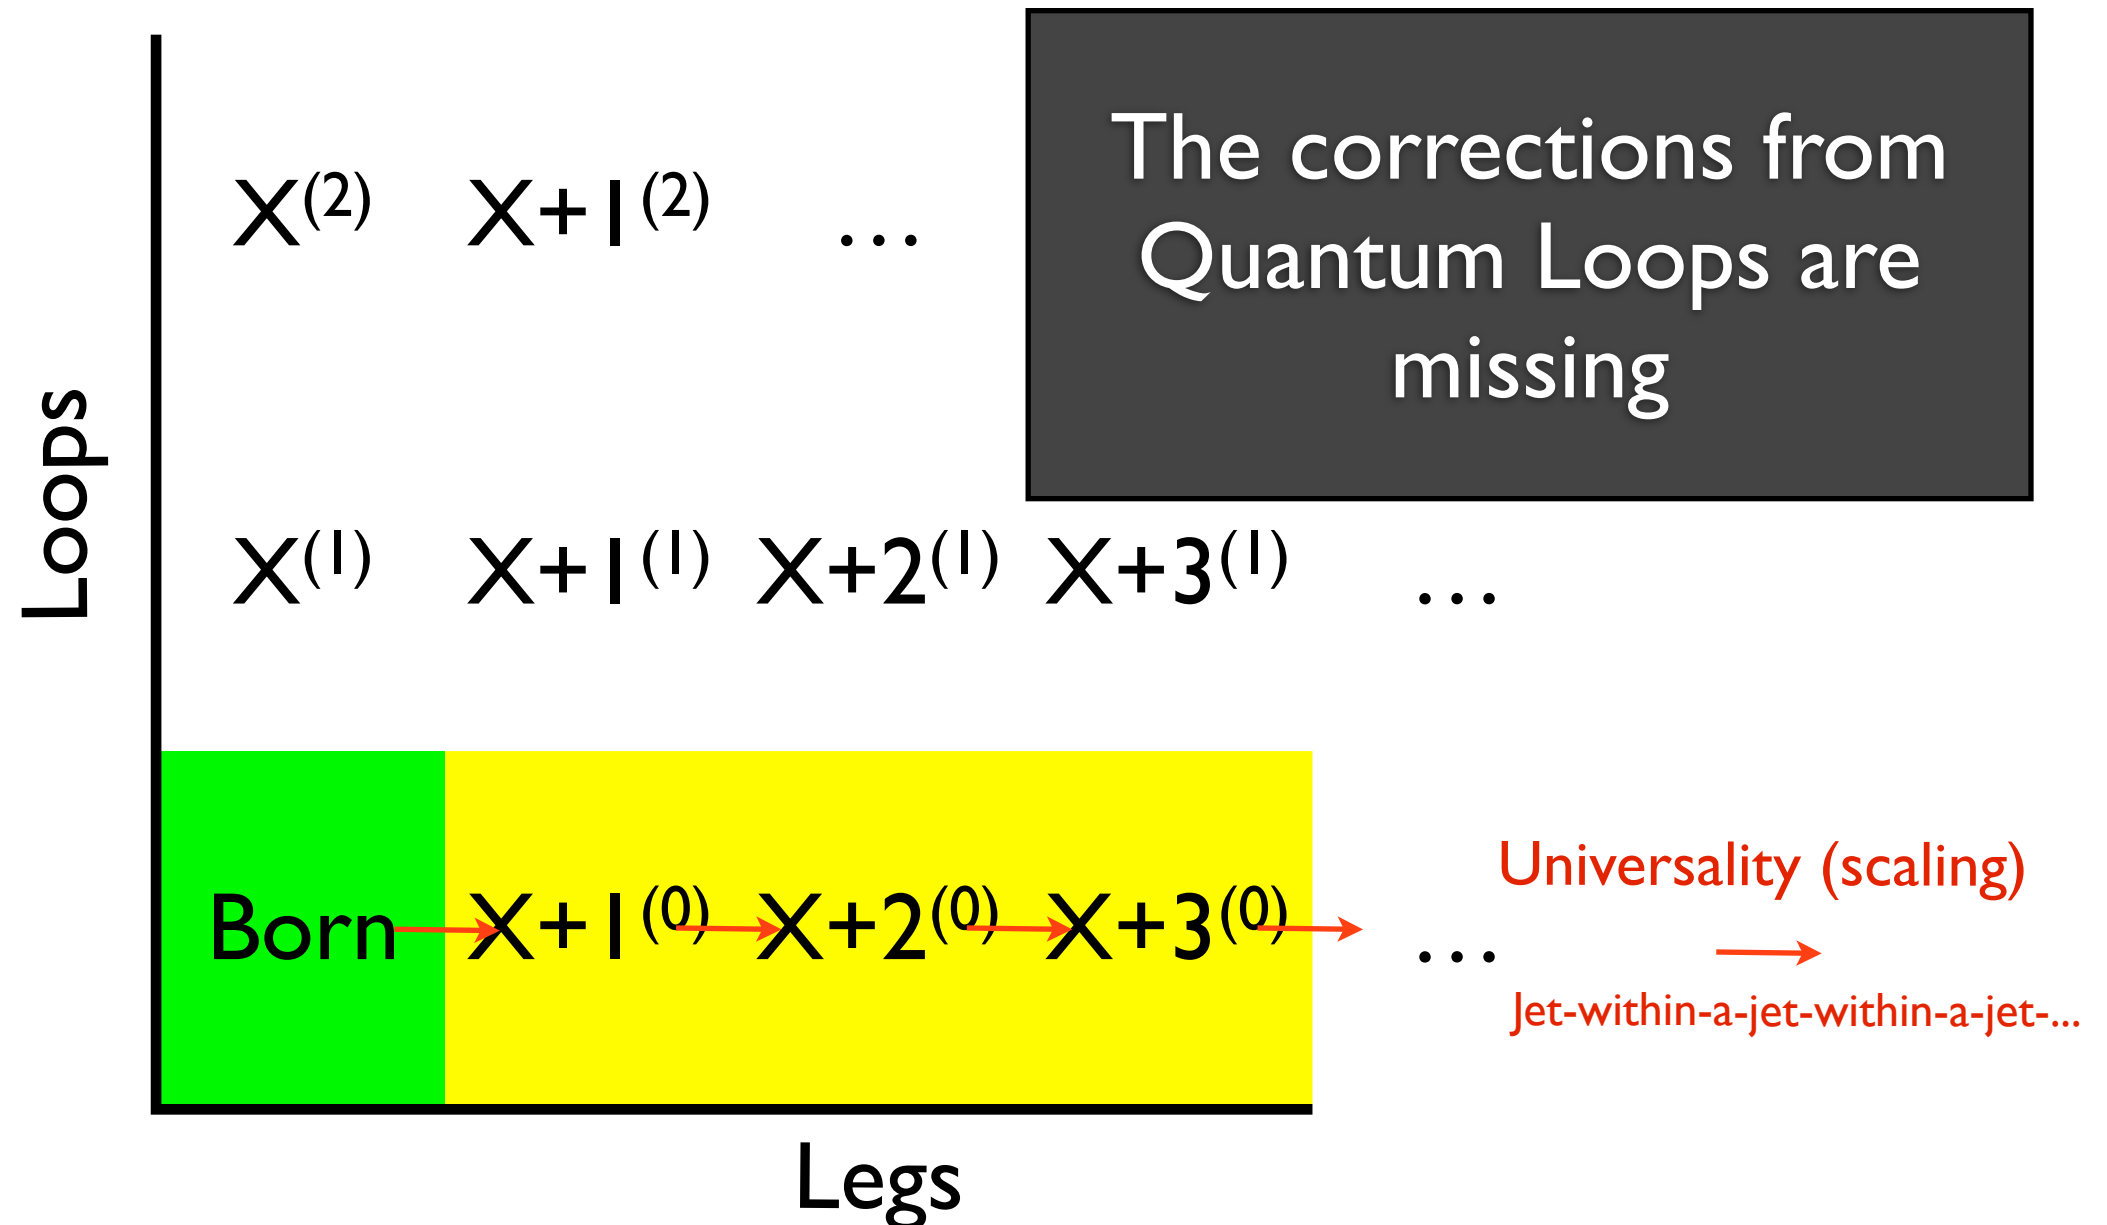 The corrections from
Quantum Loops are
missing
Loops
X(2) X+1(2) …
X(1) X+1(1) X+2(1) X+3(1) …
Born X+1(0) X+2(0) X+3(0) …
Universality (scaling)
Jet-within-a-jet-within-a-jet-...
Legs